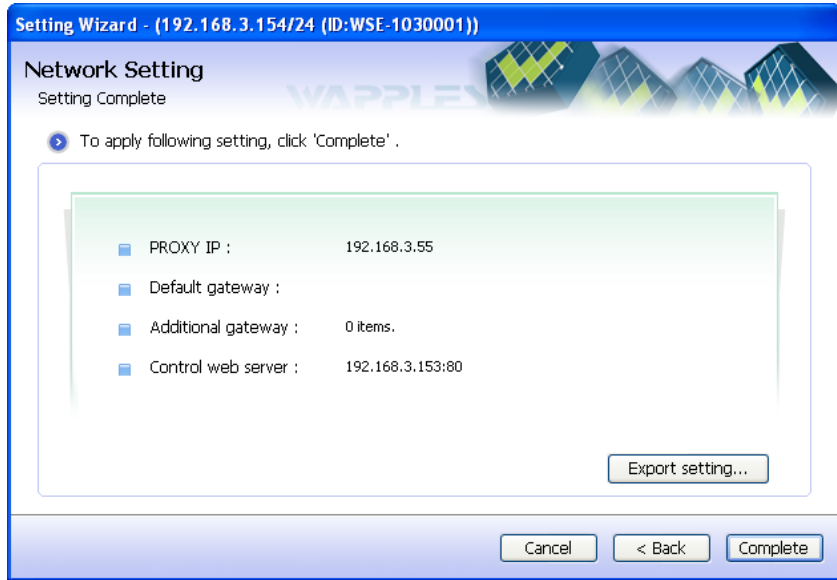 Setting Wizard - (192.168.3.154/24 (ID:WSE-1030001))
Network Setting
Setting Complete
WAPPLES
To apply following setting, click 'Complete' .
PROXY IP : 192.168.3.55
Default gateway :
Additional gateway : 0 items.
Control web server : 192.168.3.153:80
Export setting...
Cancel
< Back
Complete